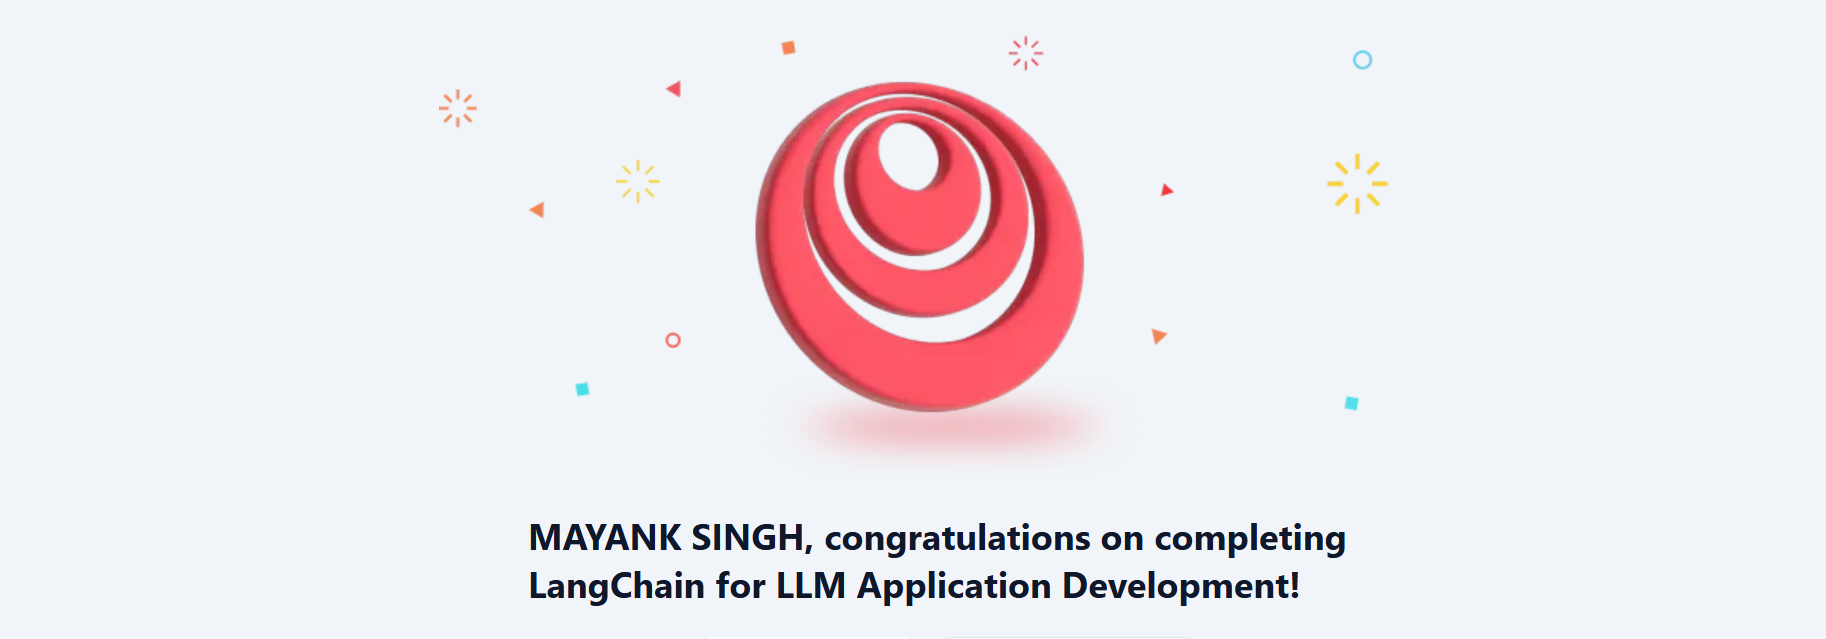 MAYANK SINGH, congratulations on completing
LangChain for LLM Application Development!